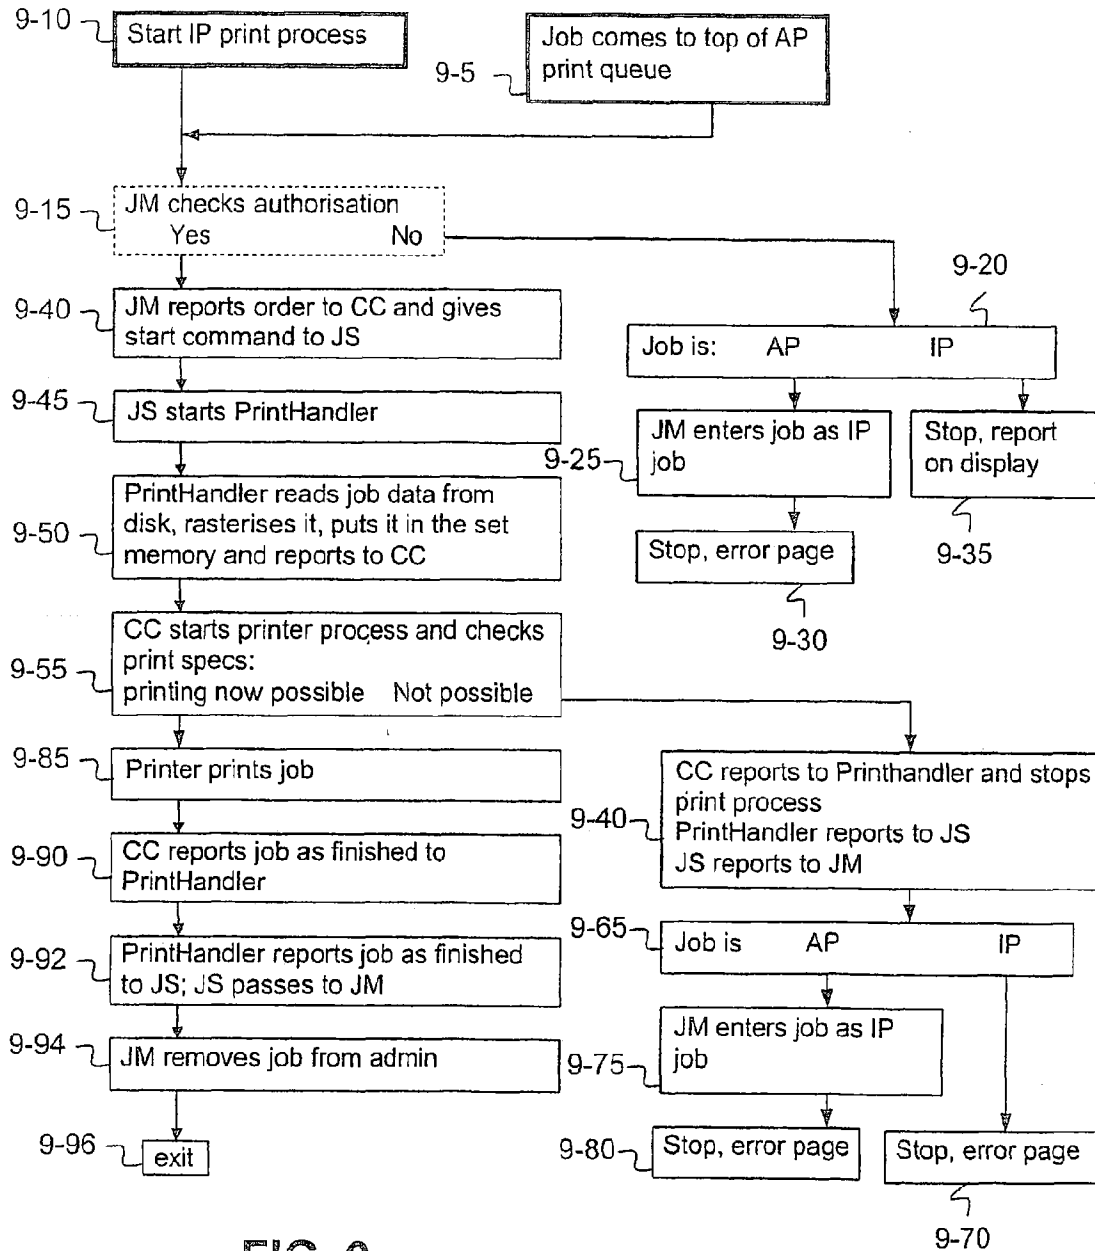 9-10
Start IP print process
Job comes to top of AP
print queue
9-5
9-15
JM checks authorisation
Yes No
9-20
9-40
JM reports order to CC and gives
start command to JS
Job is: AP IP
9-45
JS starts PrintHandler
9-25
JM enters job as IP
job
Stop, report
on display
9-35
9-50
PrintHandler reads job data from
disk, rasterises it, puts it in the set
memory and reports to CC
Stop, error page
9-30
9-55
CC starts printer process and checks
print specs:
printing now possible Not possible
9-85
Printer prints job
9-40
CC reports to Printhandler and stops
print process
PrintHandler reports to JS
JS reports to JM
9-90
CC reports job as finished to
PrintHandler
9-65
Job is AP IP
9-92
PrintHandler reports job as finished
to JS; JS passes to JM
9-75
JM enters job as IP
job
9-94
JM removes job from admin
9-96
exit
9-80
Stop, error page
Stop, error page
9-70